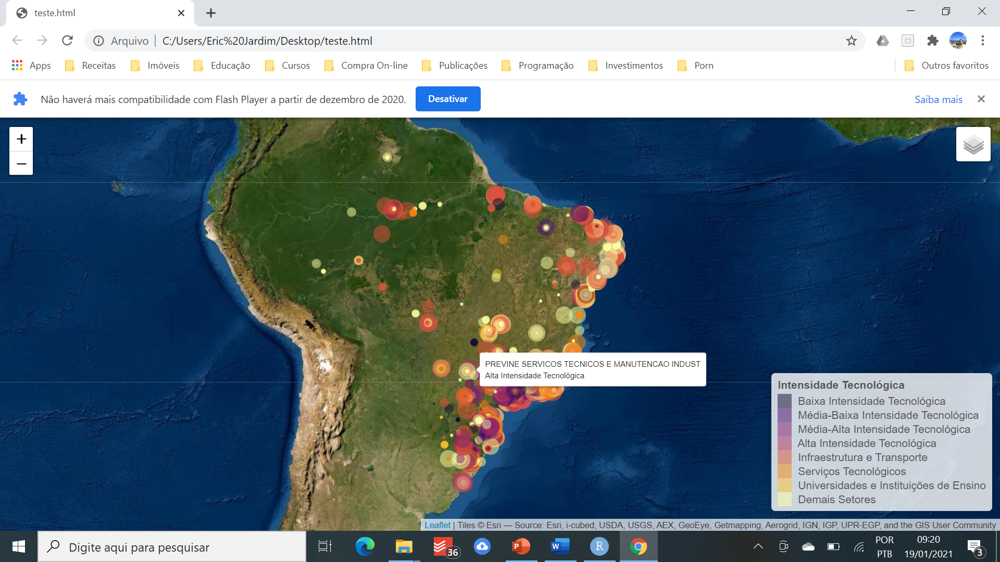 teste.html
Arquivo
C:/Users/Eric%20Jardim/Desktop/teste.html
Apps
Receitas
Imóveis
Educação
Cursos
Compra On-line
Publicações
Programação
Investimentos
Porn
Outros favoritos
Não haverá mais compatibilidade com Flash Player a partir de dezembro de 2020.
Desativar
Saiba mais
+
−
PREVINE SERVICOS TECNICOS E MANUTENCAO INDUST
Alta Intensidade Tecnológica
Intensidade Tecnológica
Baixa Intensidade Tecnológica
Média-Baixa Intensidade Tecnológica
Média-Alta Intensidade Tecnológica
Alta Intensidade Tecnológica
Infraestrutura e Transporte
Serviços Tecnológicos
Universidades e Instituições de Ensino
Demais Setores
Leaflet | Tiles © Esri — Source: Esri, i-cubed, USDA, USGS, AEX, GeoEye, Getmapping, Aerogrid, IGN, IGP, UPR-EGP, and the GIS User Community
Digite aqui para pesquisar
36
P
W
R
POR
PTB
09:20
19/01/2021
3